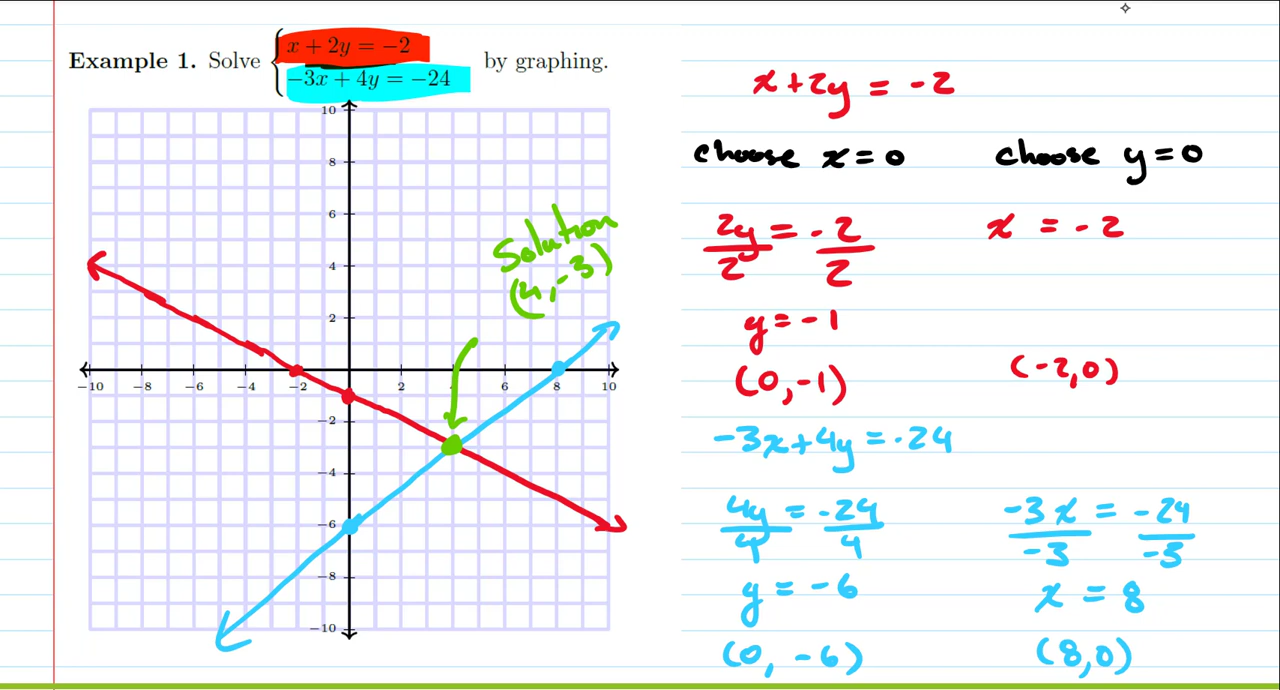 Example 1. Solve { x + 2y = −2
−3x + 4y = −24 by graphing.
10
8
6
4
2
−10 −8 −6 −4 −2 2 6 8 10
−2
−4
−6
−8
−10
Solution
(4,-3)
x+2y = -2
choose x=0 choose y=0
2y/2 = -2/2 x = -2
y = -1
(0,-1) (-2,0)
-3x+4y = -24
4y/4 = -24/4 -3x/-3 = -24/-3
y = -6 x = 8
(0, -6) (8,0)